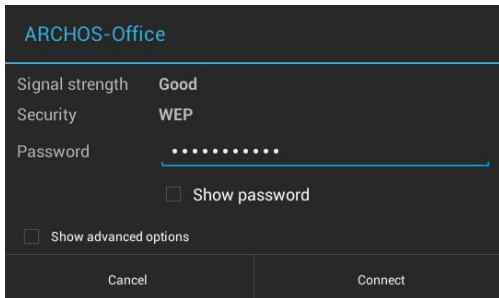 ARCHOS-Office
Signal strength Good
Security WEP
Password •••••••••••
Show password
Show advanced options
Cancel Connect